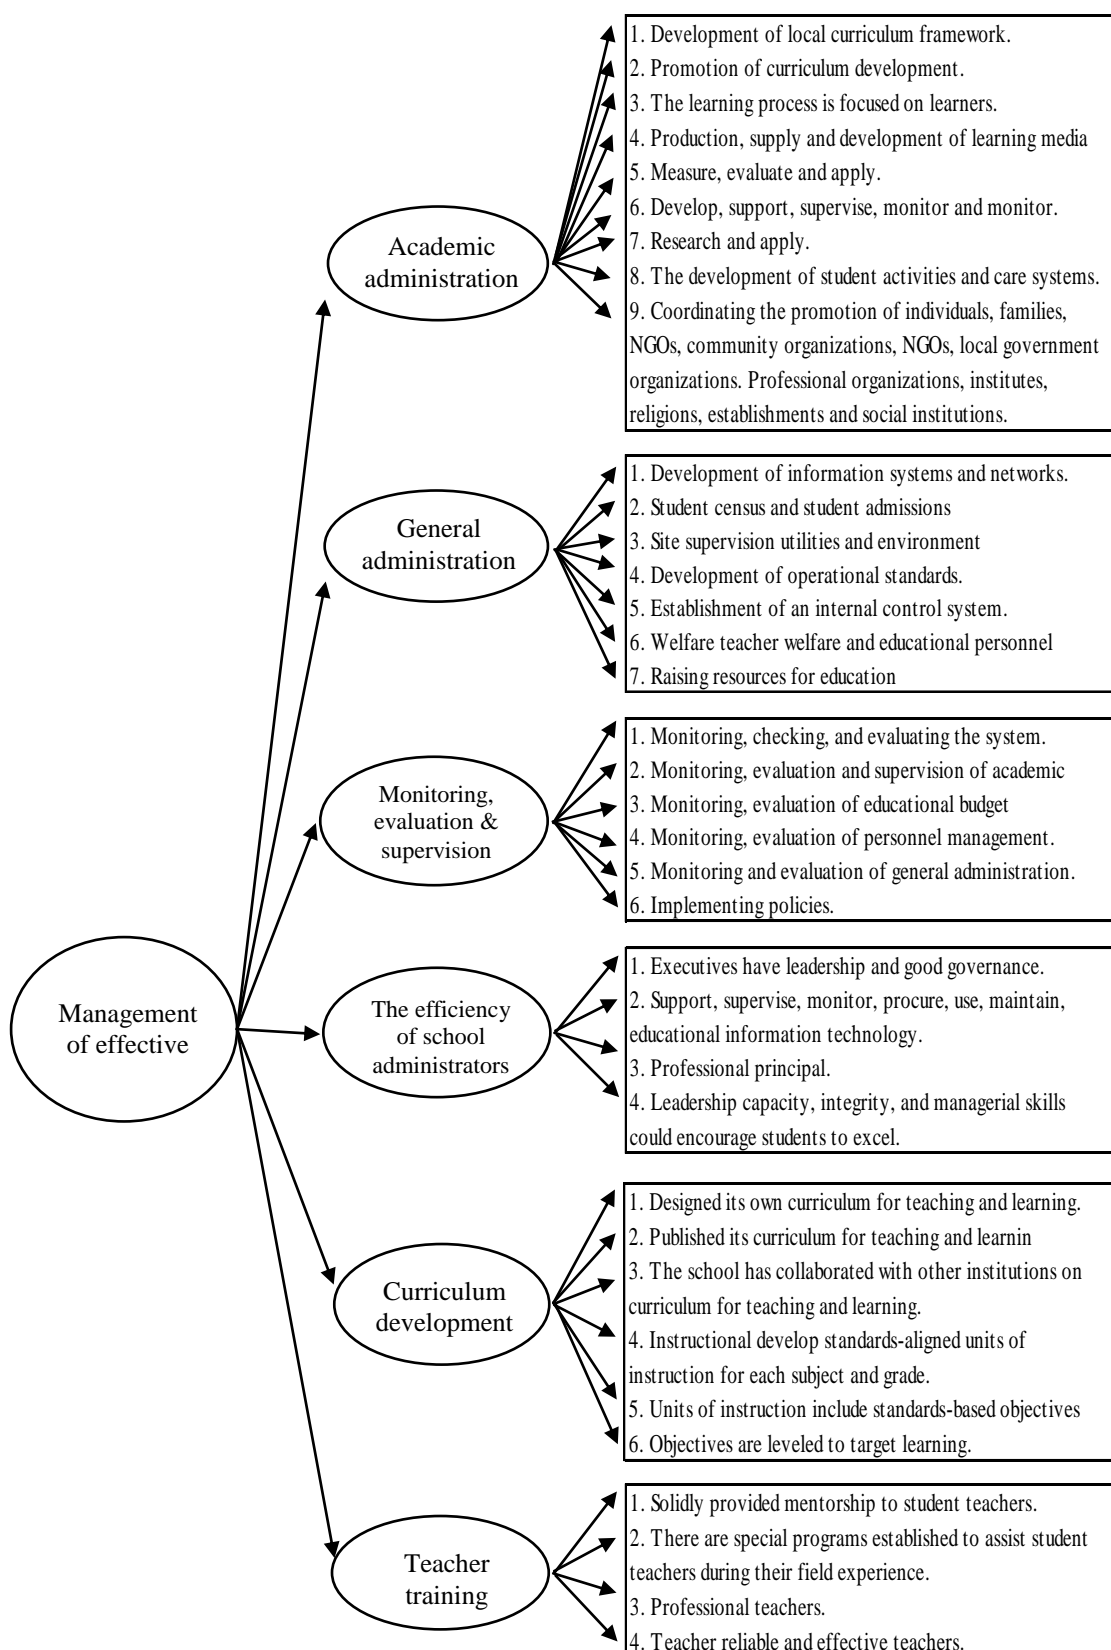 Management
of effective
Academic
administration
1. Development of local curriculum framework.
2. Promotion of curriculum development.
3. The learning process is focused on learners.
4. Production, supply and development of learning media
5. Measure, evaluate and apply.
6. Develop, support, supervise, monitor and monitor.
7. Research and apply.
8. The development of student activities and care systems.
9. Coordinating the promotion of individuals, families,
NGOs, community organizations, NGOs, local government
organizations. Professional organizations, institutes,
religions, establishments and social institutions.
General
administration
1. Development of information systems and networks.
2. Student census and student admissions
3. Site supervision utilities and environment
4. Development of operational standards.
5. Establishment of an internal control system.
6. Welfare teacher welfare and educational personnel
7. Raising resources for education
Monitoring,
evaluation &
supervision
1. Monitoring, checking, and evaluating the system.
2. Monitoring, evaluation and supervision of academic
3. Monitoring, evaluation of educational budget
4. Monitoring, evaluation of personnel management.
5. Monitoring and evaluation of general administration.
6. Implementing policies.
The efficiency
of school
administrators
1. Executives have leadership and good governance.
2. Support, supervise, monitor, procure, use, maintain,
educational information technology.
3. Professional principal.
4. Leadership capacity, integrity, and managerial skills
could encourage students to excel.
Curriculum
development
1. Designed its own curriculum for teaching and learning.
2. Published its curriculum for teaching and learnin
3. The school has collaborated with other institutions on
curriculum for teaching and learning.
4. Instructional develop standards-aligned units of
instruction for each subject and grade.
5. Units of instruction include standards-based objectives
6. Objectives are leveled to target learning.
Teacher
training
1. Solidly provided mentorship to student teachers.
2. There are special programs established to assist student
teachers during their field experience.
3. Professional teachers.
4. Teacher reliable and effective teachers.